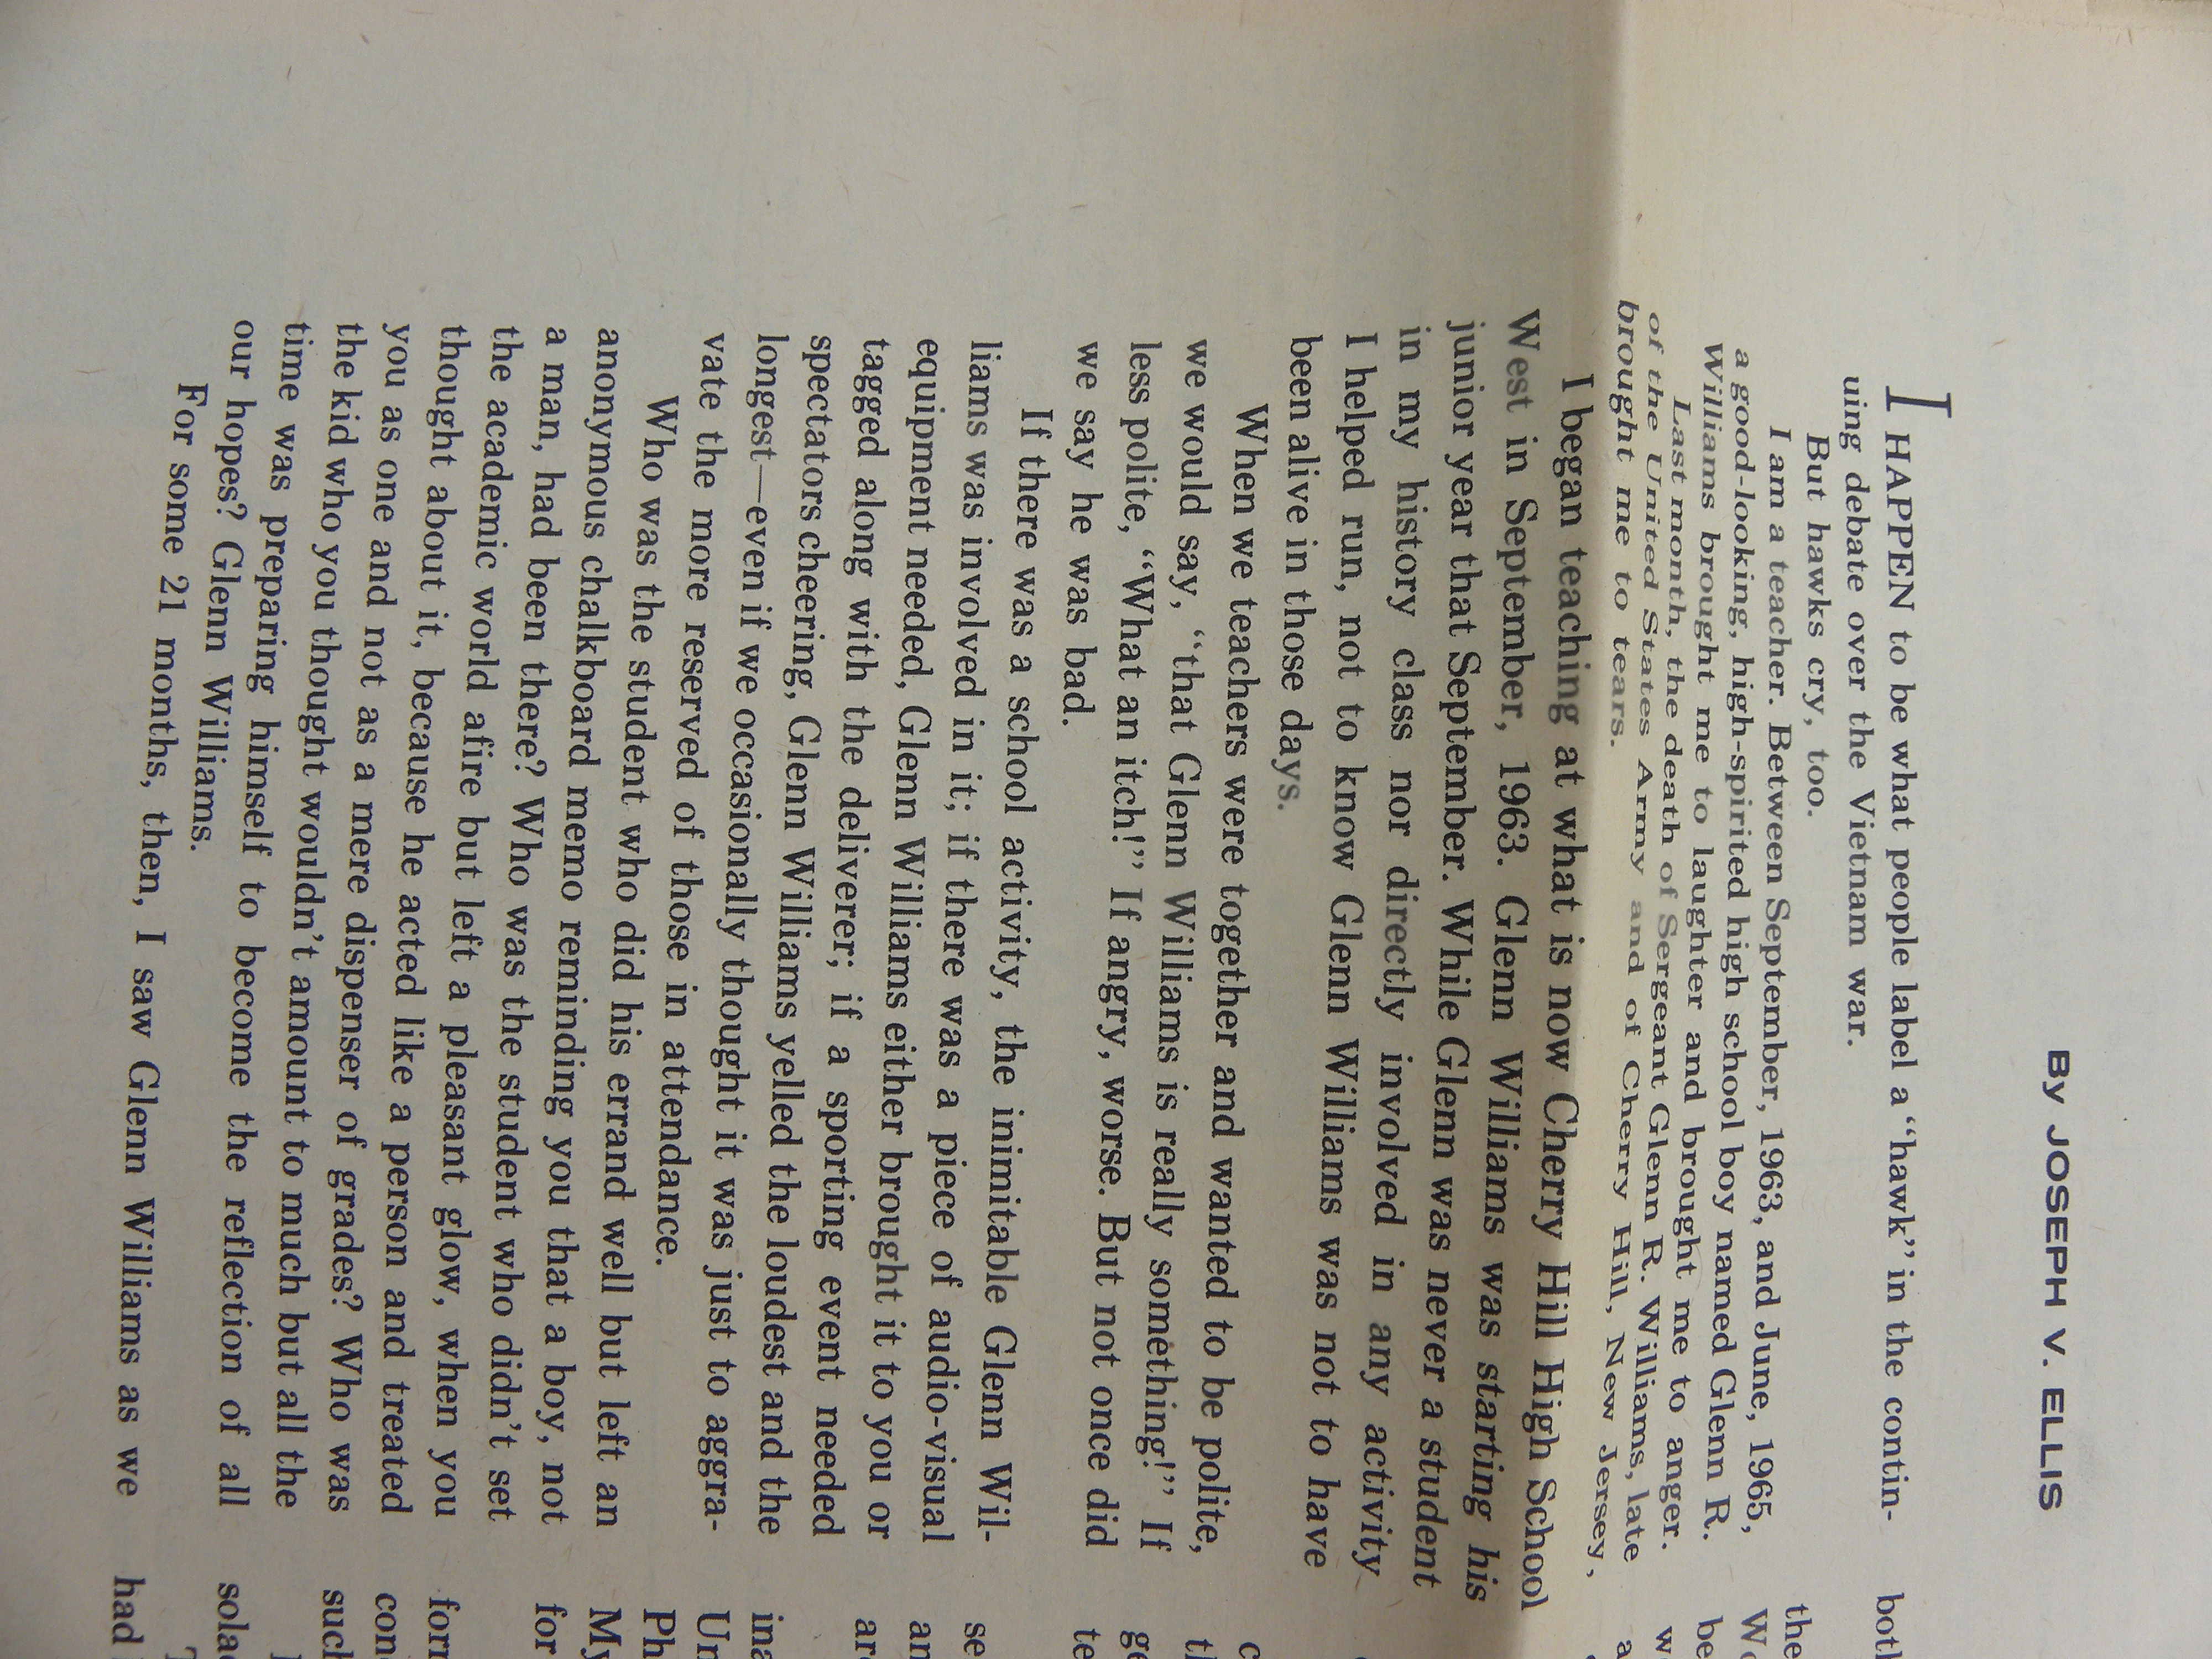 By JOSEPH V. ELLIS
I HAPPEN to be what people label a "hawk" in the contin-
uing debate over the Vietnam war.
But hawks cry, too.
I am a teacher. Between September, 1963, and June, 1965,
a good-looking, high-spirited high school boy named Glenn R.
Williams brought me to laughter and brought me to anger.
Last month, the death of Sergeant Glenn R. Williams, late
of the United States Army and of Cherry Hill, New Jersey,
brought me to tears.
I began teaching at what is now Cherry Hill High School
West in September, 1963. Glenn Williams was starting his
junior year that September. While Glenn was never a student
in my history class nor directly involved in any activity
I helped run, not to know Glenn Williams was not to have
been alive in those days.
When we teachers were together and wanted to be polite,
we would say, "that Glenn Williams is really something!" If
less polite, "What an itch!" If angry, worse. But not once did
we say he was bad.
If there was a school activity, the inimitable Glenn Wil-
liams was involved in it; if there was a piece of audio-visual
equipment needed, Glenn Williams either brought it to you or
tagged along with the deliverer; if a sporting event needed
spectators cheering, Glenn Williams yelled the loudest and the
longest—even if we occasionally thought it was just to aggra-
vate the more reserved of those in attendance.
Who was the student who did his errand well but left an
anonymous chalkboard memo reminding you that a boy, not
a man, had been there? Who was the student who didn't set
the academic world afire but left a pleasant glow, when you
thought about it, because he acted like a person and treated
you as one and not as a mere dispenser of grades? Who was
the kid who you thought wouldn't amount to much but all the
time was preparing himself to become the reflection of all
our hopes? Glenn Williams.
For some 21 months, then, I saw Glenn Williams as we
both
the
be
se
an
are
ina
Un
Ph
My
for
form
con
such
sola
had